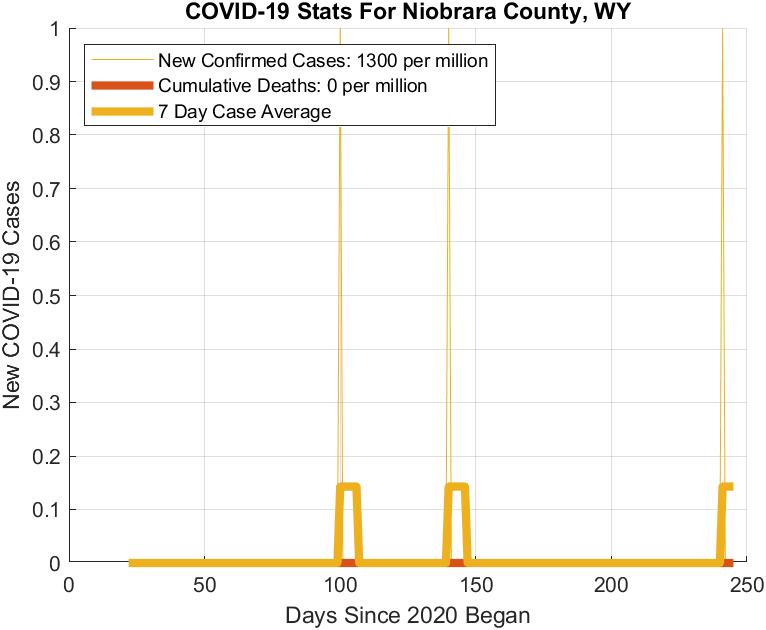 COVID-19 Stats For Niobrara County, WY
1
0.9
0.8
0.7
0.6
0.5
0.4
0.3
0.2
0.1
0
New COVID-19 Cases
New Confirmed Cases: 1300 per million
Cumulative Deaths: 0 per million
7 Day Case Average
0 50 100 150 200 250
Days Since 2020 Began